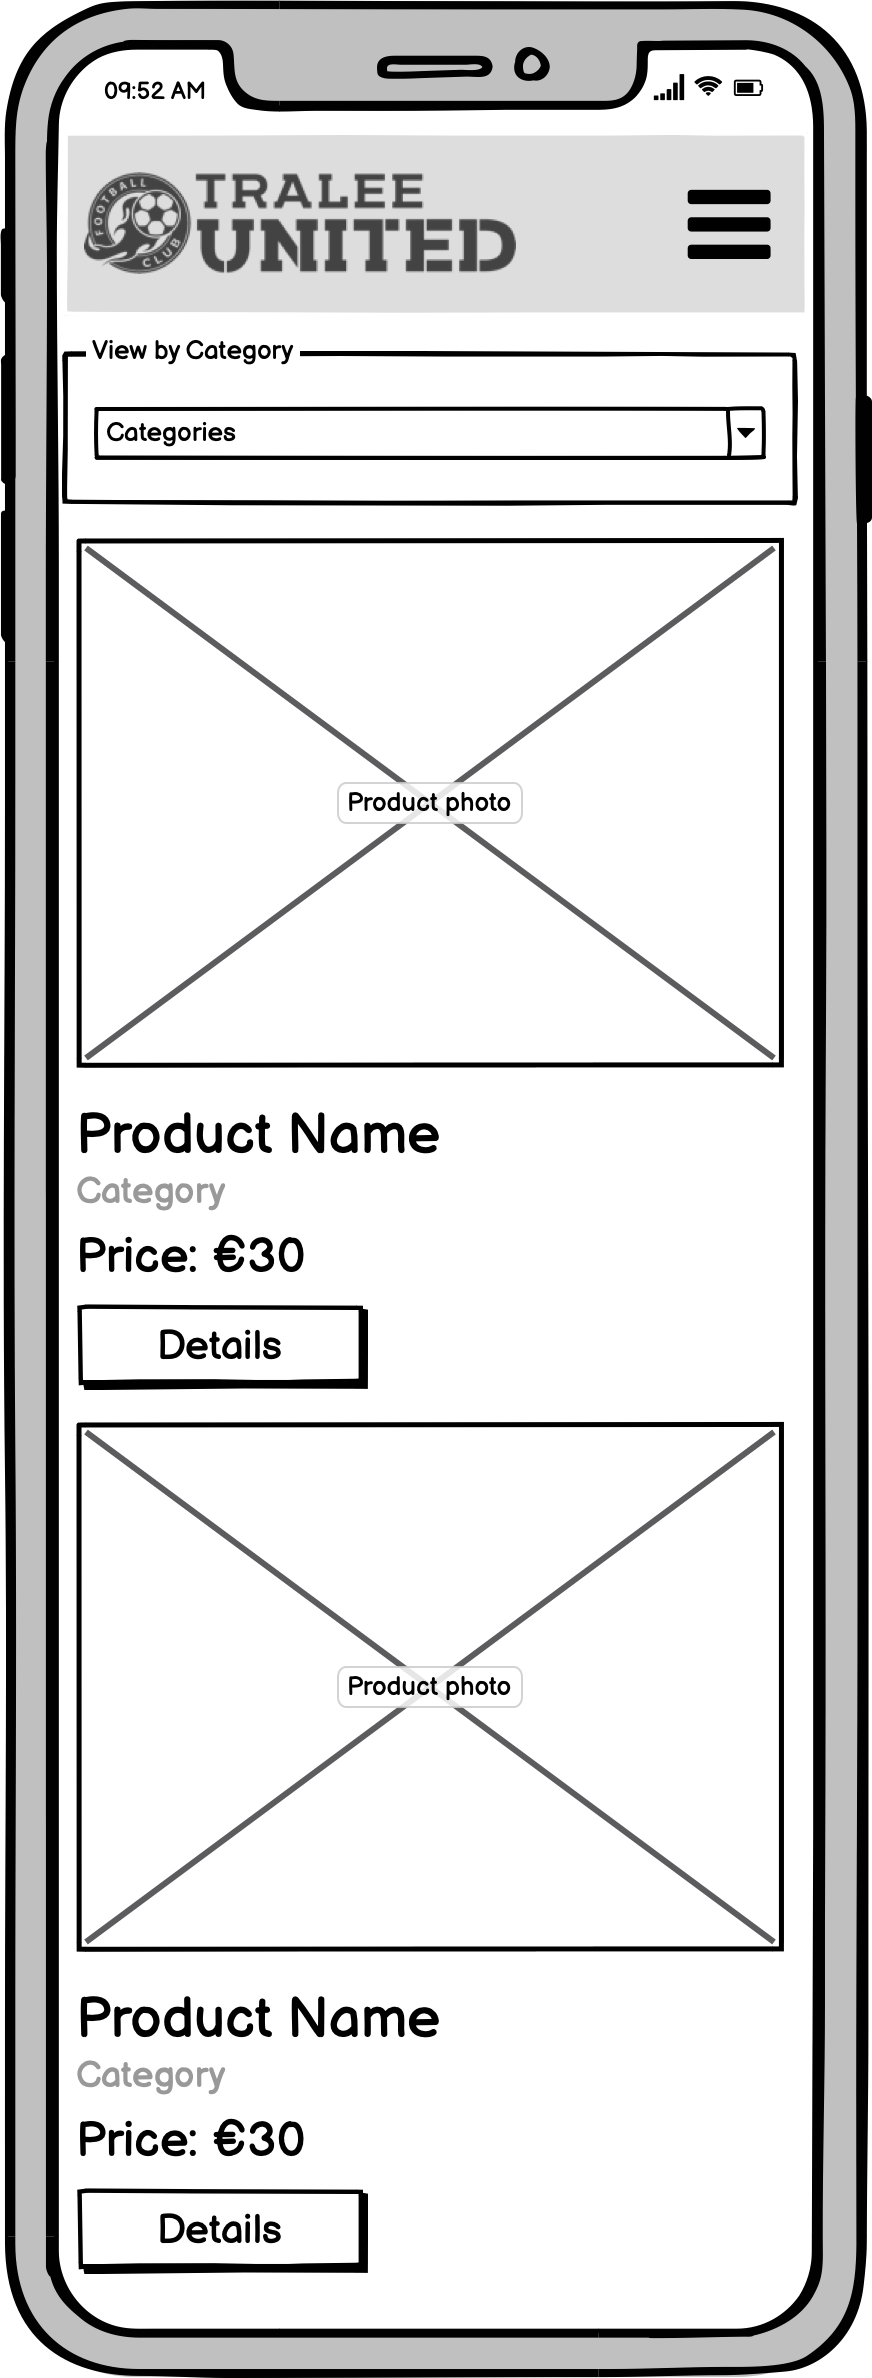 09:52 AM
FOOTBALL
CLUB
TRALEE
UNITED
View by Category
Categories
Product photo
Product Name
Category
Price: €30
Details
Product photo
Product Name
Category
Price: €30
Details